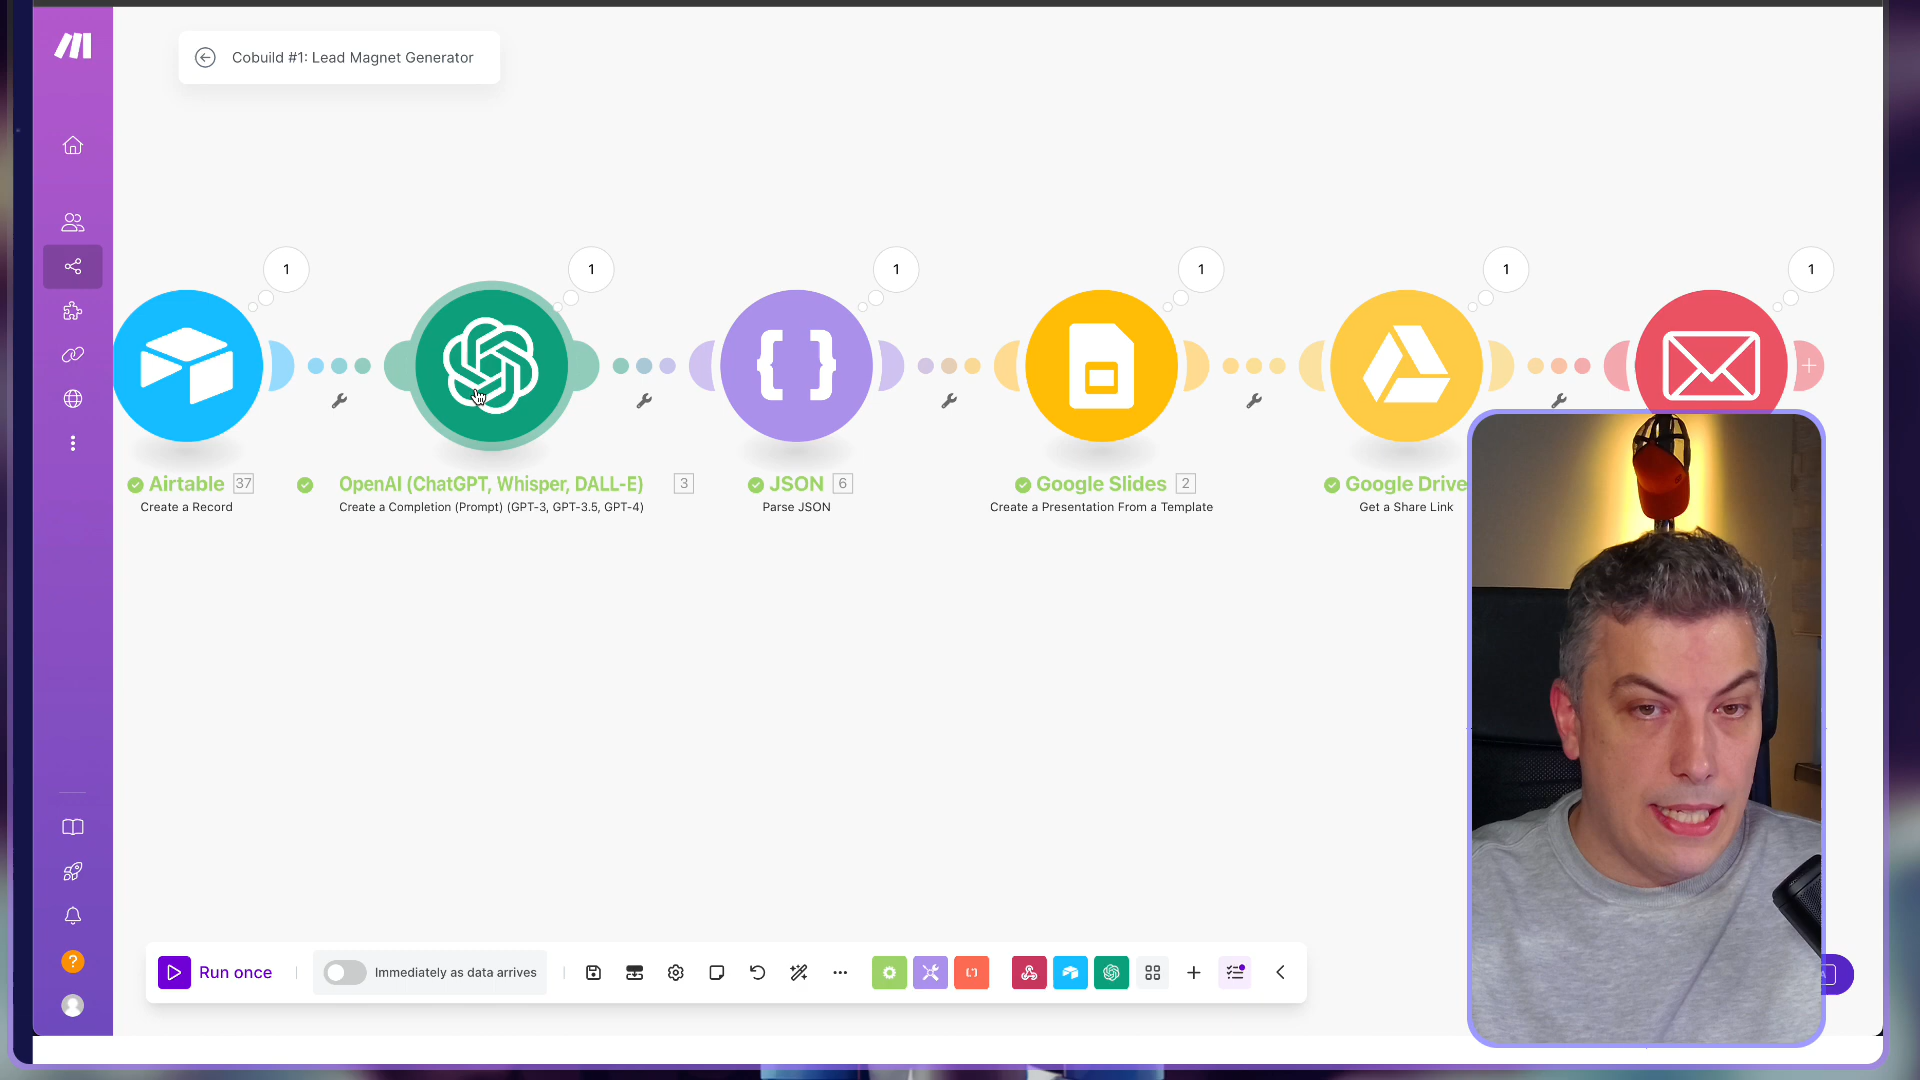 Cobuild #1: Lead Magnet Generator
1
1
1
1
1
1
Airtable 37
Create a Record
OpenAI (ChatGPT, Whisper, DALL-E) 3
Create a Completion (Prompt) (GPT-3, GPT-3.5, GPT-4)
JSON 6
Parse JSON
Google Slides 2
Create a Presentation From a Template
Google Drive
Get a Share Link
?
Run once
Immediately as data arrives